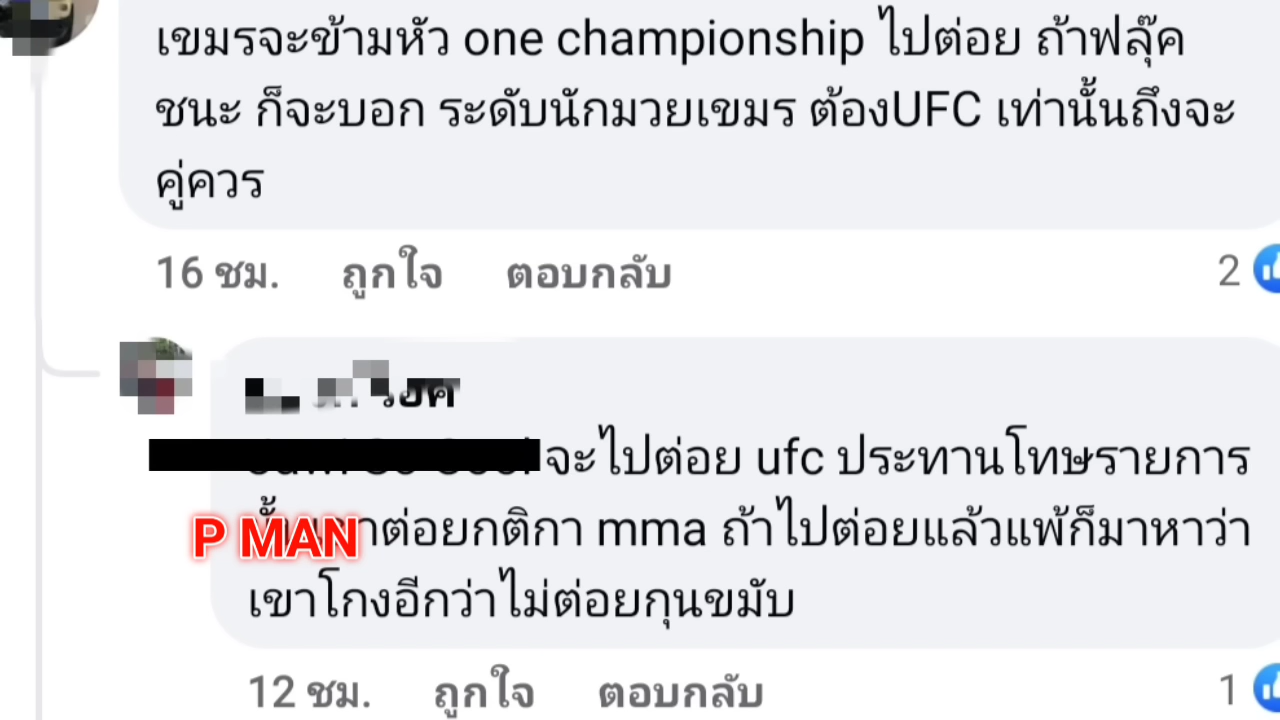 เขมรจะข้ามหัว one championship ไปต่อย ถ้าฟลุ๊ค
ชนะ ก็จะบอก ระดับนักมวยเขมร ต้องUFC เท่านั้นถึงจะ
คู่ควร
16 ชม. ถูกใจ ตอบกลับ 2
จะไปต่อย ufc ประทานโทษรายการ
P MAN ต่อยกติกา mma ถ้าไปต่อยแล้วแพ้ก็มาหาว่า
เขาโกงอีกว่าไม่ต่อยกุนขมับ
12 ชม. ถูกใจ ตอบกลับ 1